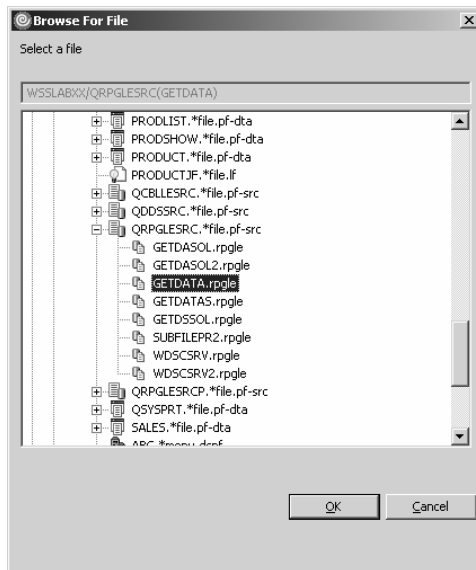 Browse For File
Select a file
WSSLABXX/QRPGLESRC(GETDATA)
PRODLIST.*file.pf-dta
PRODSHOW.*file.pf-dta
PRODUCT.*file.pf-dta
PRODUCTJF.*file.lf
QCBLLESRC.*file.pf-src
QDDSSRC.*file.pf-src
QRPGLESRC.*file.pf-src
GETDASOL.rpgle
GETDASOL2.rpgle
GETDATA.rpgle
GETDATAS.rpgle
GETDSSOL.rpgle
SUBFILEPR2.rpgle
WDSCSRV.rpgle
WDSCSRV2.rpgle
QRPGLESRCP.*file.pf-src
QSYSPRT.*file.pf-dta
SALES.*file.pf-dta
OK Cancel